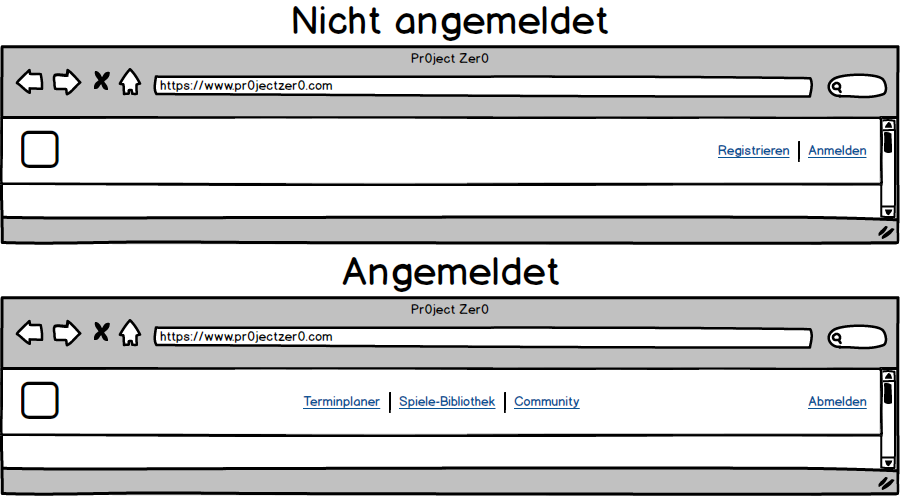 Nicht angemeldet
Pr0ject Zer0
https://www.pr0jectzer0.com
Registrieren Anmelden
Angemeldet
Pr0ject Zer0
https://www.pr0jectzer0.com
Terminplaner Spiele-Bibliothek Community Abmelden